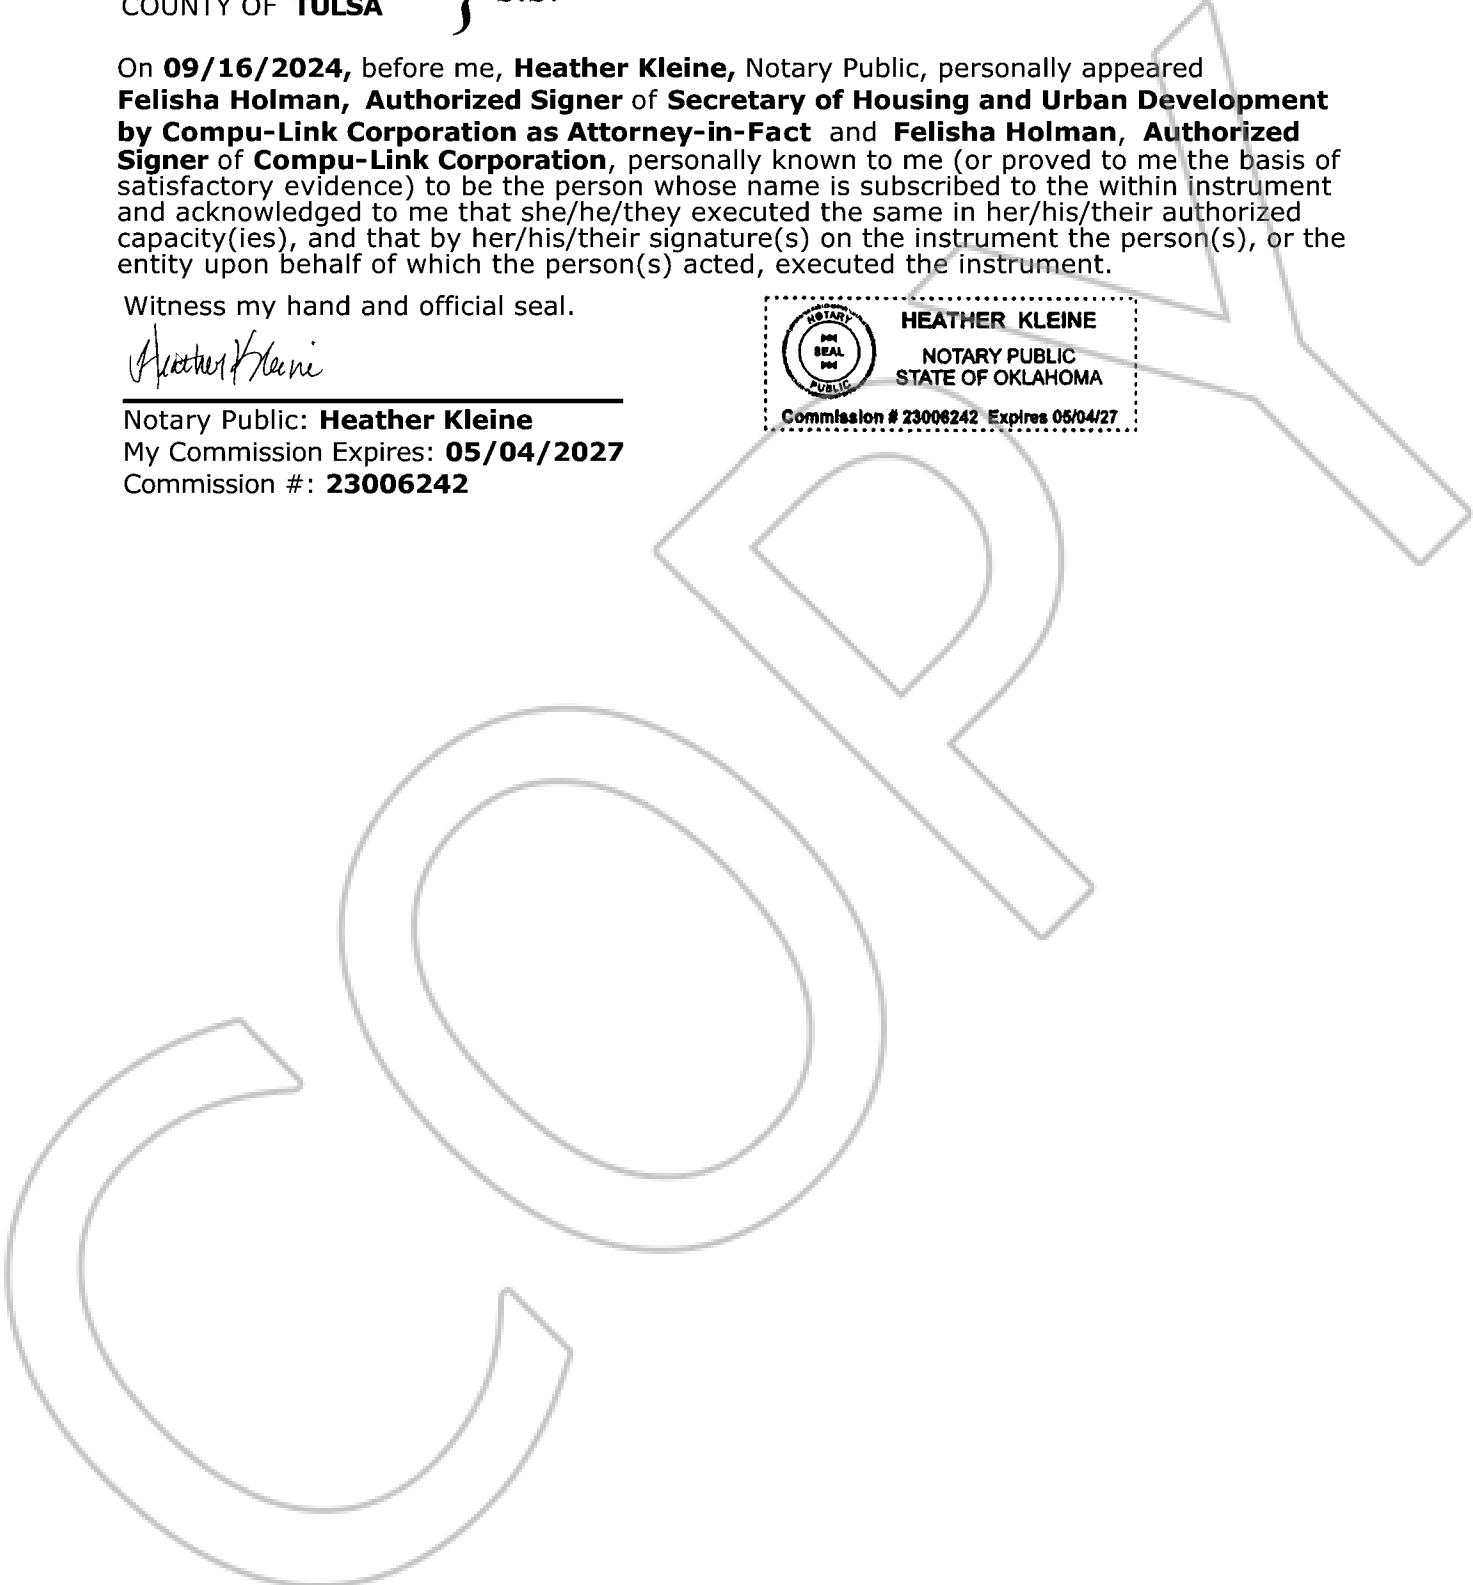 COUNTY OF TULSA } s.s.
On 09/16/2024, before me, Heather Kleine, Notary Public, personally appeared
Felisha Holman, Authorized Signer of Secretary of Housing and Urban Development
by Compu-Link Corporation as Attorney-in-Fact and Felisha Holman, Authorized
Signer of Compu-Link Corporation, personally known to me (or proved to me the basis of
satisfactory evidence) to be the person whose name is subscribed to the within instrument
and acknowledged to me that she/he/they executed the same in her/his/their authorized
capacity(ies), and that by her/his/their signature(s) on the instrument the person(s), or the
entity upon behalf of which the person(s) acted, executed the instrument.
Witness my hand and official seal.
Heather Kleine
Notary Public: Heather Kleine
My Commission Expires: 05/04/2027
Commission #: 23006242
NOTARY
SEAL
PUBLIC
HEATHER KLEINE
NOTARY PUBLIC
STATE OF OKLAHOMA
Commission # 23006242 Expires 05/04/27
COPY